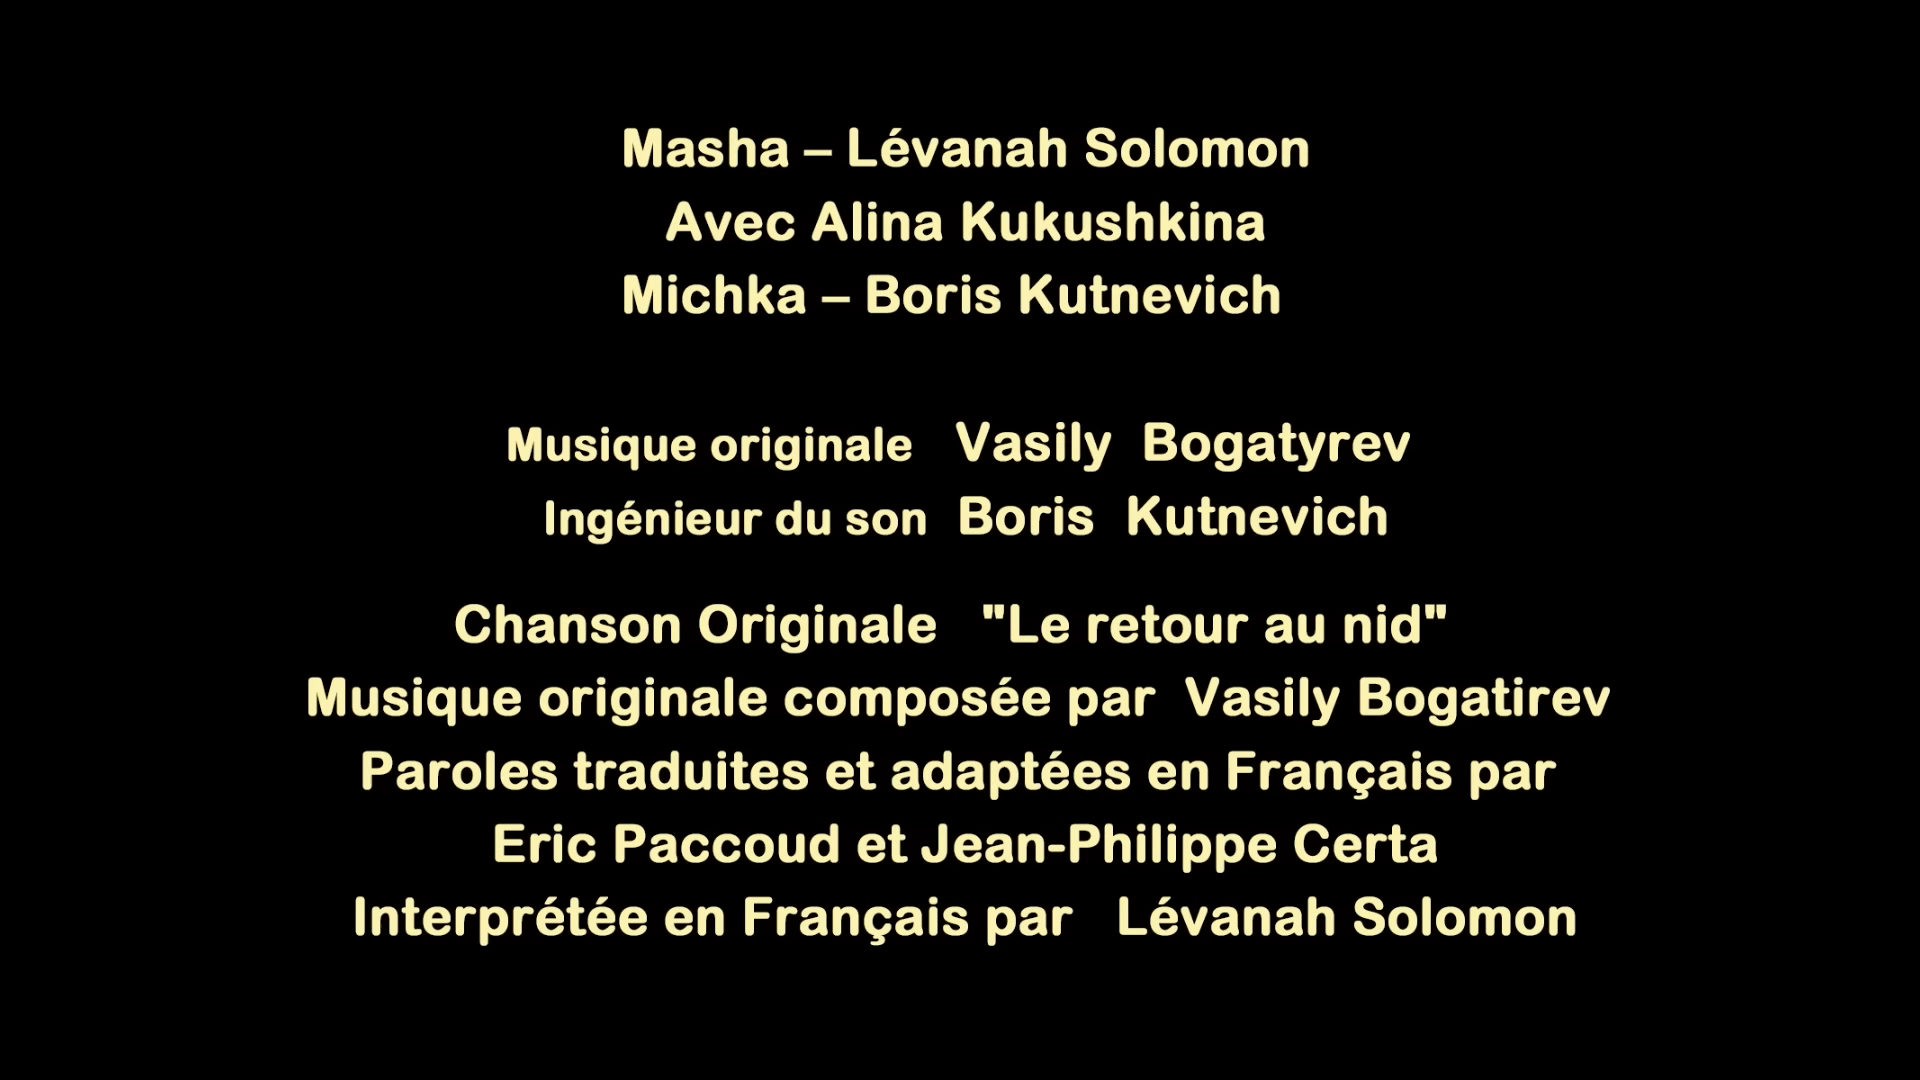 Masha – Lévanah Solomon
Avec Alina Kukushkina
Michka – Boris Kutnevich
Musique originale Vasily Bogatyrev
Ingénieur du son Boris Kutnevich
Chanson Originale "Le retour au nid"
Musique originale composée par Vasily Bogatirev
Paroles traduites et adaptées en Français par
Eric Paccoud et Jean-Philippe Certa
Interprétée en Français par Lévanah Solomon